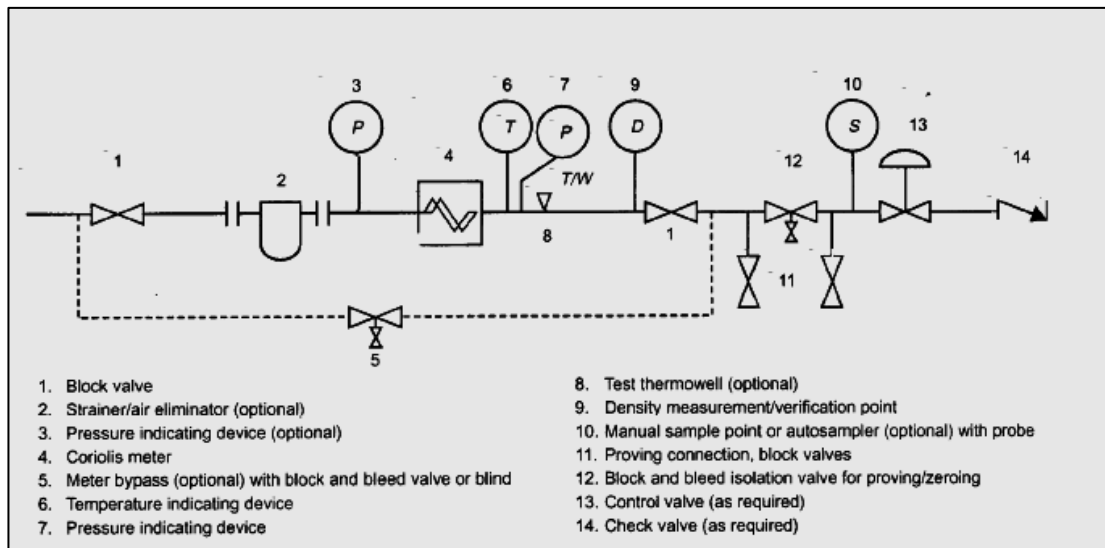 3 6 7 9 10
P T P D S
13
1 2 4 T/W 12 14
8 1 11
5
1. Block valve
2. Strainer/air eliminator (optional)
3. Pressure indicating device (optional)
4. Coriolis meter
5. Meter bypass (optional) with block and bleed valve or blind
6. Temperature indicating device
7. Pressure indicating device
8. Test thermowell (optional)
9. Density measurement/verification point
10. Manual sample point or autosampler (optional) with probe
11. Proving connection, block valves
12. Block and bleed isolation valve for proving/zeroing
13. Control valve (as required)
14. Check valve (as required)